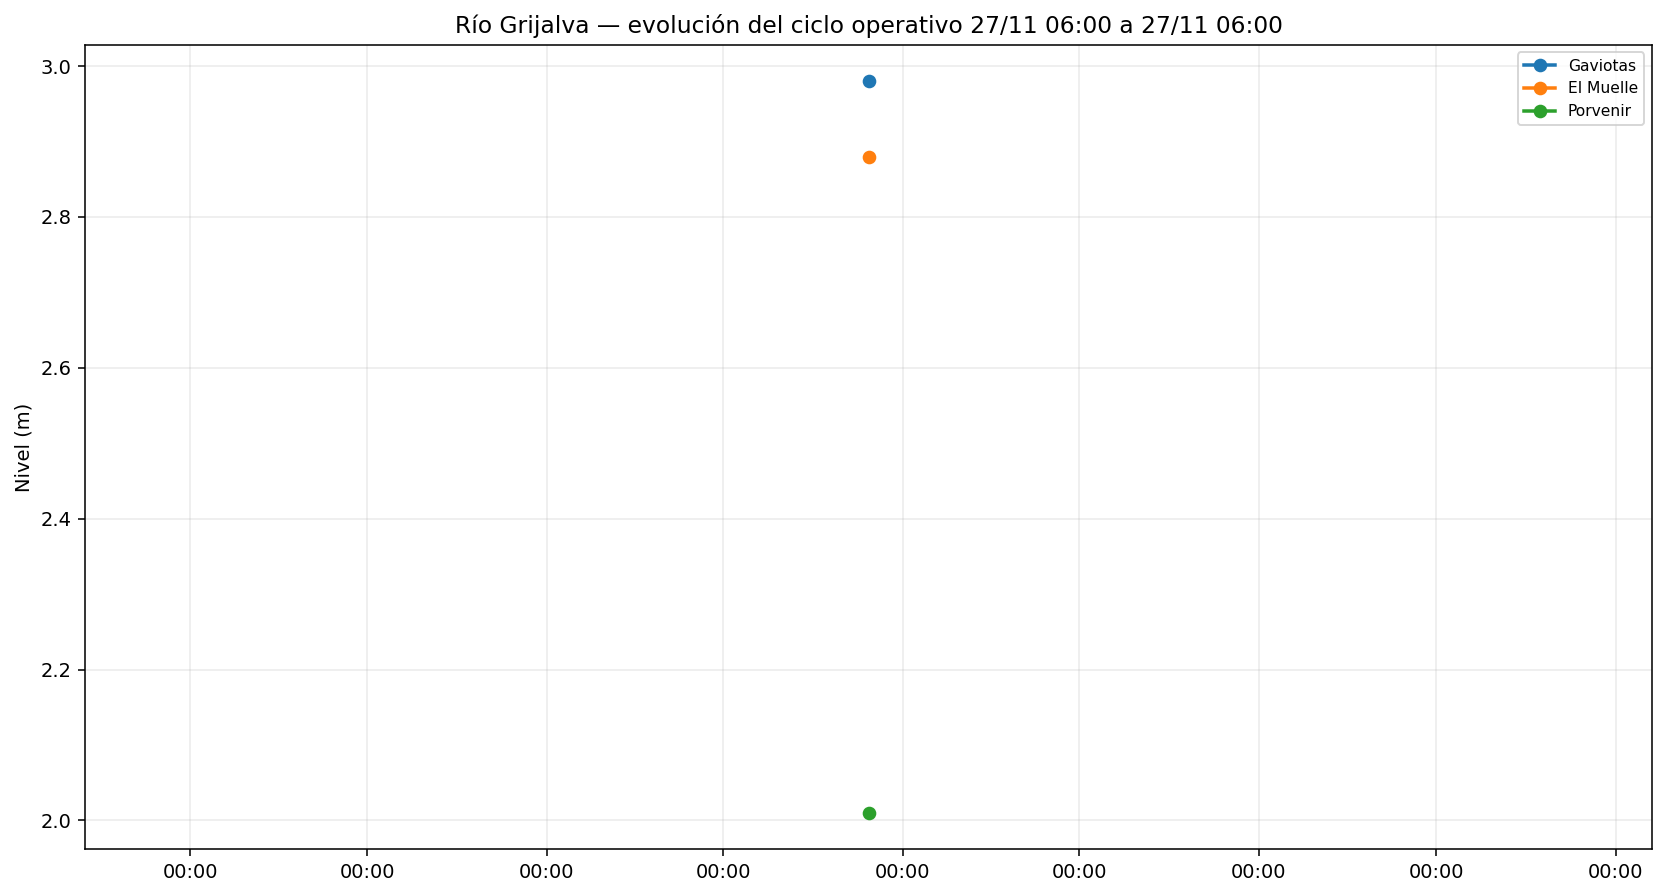 Río Grijalva — evolución del ciclo operativo 27/11 06:00 a 27/11 06:00
Gaviotas
El Muelle
Porvenir
Nivel (m)
3.0
2.8
2.6
2.4
2.2
2.0
00:00 00:00 00:00 00:00 00:00 00:00 00:00 00:00 00:00